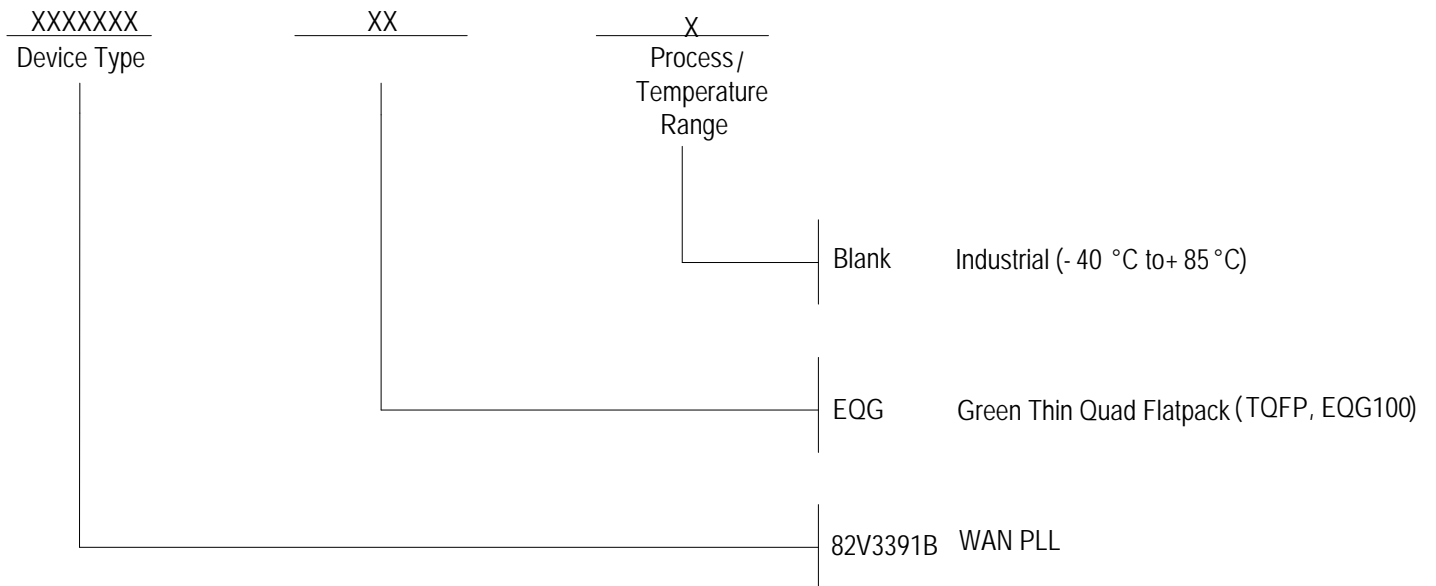 XXXXXXX XX X
Device Type Process/
Temperature
Range
Blank Industrial (- 40 °C to+ 85 °C)
EQG Green Thin Quad Flatpack (TQFP, EQG100)
82V3391B WAN PLL